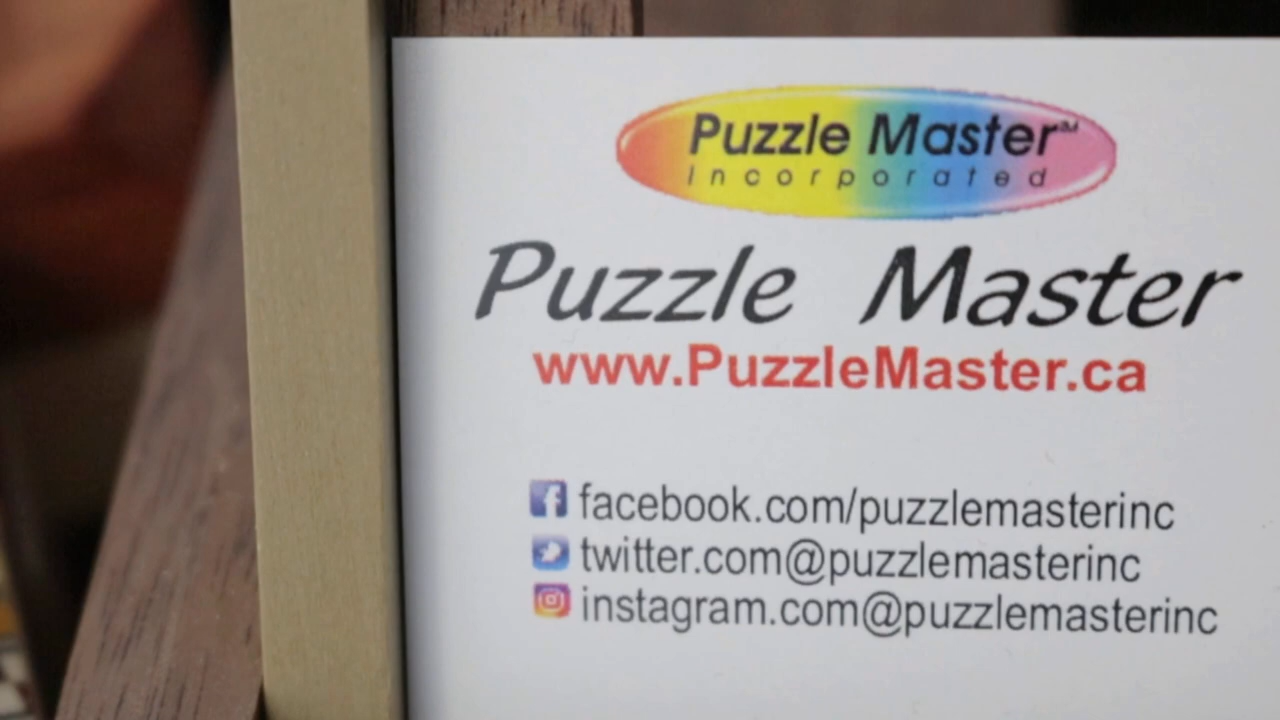 Puzzle Master™
Incorporated
Puzzle Master
www.PuzzleMaster.ca
facebook.com/puzzlemasterinc
twitter.com@puzzlemasterinc
instagram.com@puzzlemasterinc